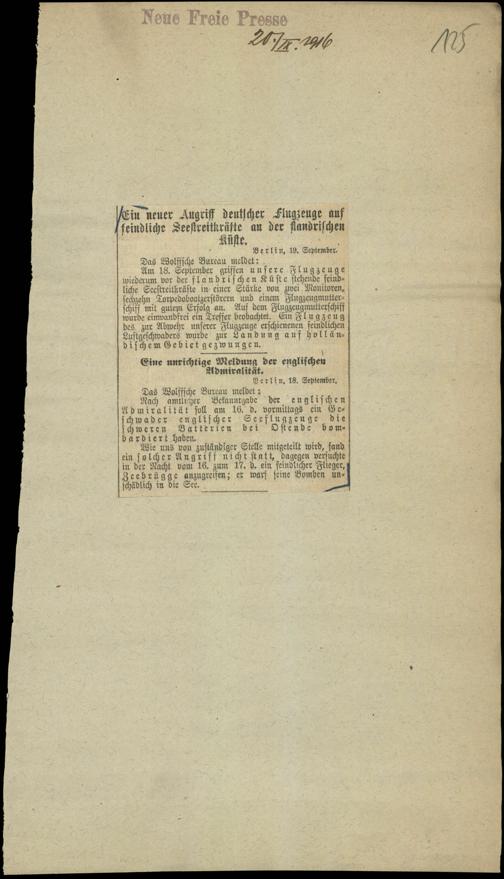 Neue Freie Presse
20./IX. 1916
125
Ein neuer Angriff deutscher Flugzeuge auf
feindliche Seestreitkräfte an der flandrischen
Küste.
Berlin, 19. September.
Das Wolffsche Bureau meldet:
Am 18. September griffen unsere Flugzeuge
wiederum vor der flandrischen Küste stehende feind-
liche Seestreitkräfte in einer Stärke von zwei Monitoren,
sechzehn Torpedobootzerstörern und einem Flugzeugmutter-
schiff mit gutem Erfolg an. Auf dem Flugzeugmutterschiff
wurde einwandfrei ein Treffer beobachtet. Ein Flugzeug
des zur Abwehr unserer Flugzeuge erschienenen feindlichen
Luftgeschwaders wurde zur Landung auf hollän-
dischem Gebiet gezwungen.
Eine unrichtige Meldung der englischen
Admiralität.
Berlin, 18. September.
Das Wolffsche Bureau meldet:
Nach amtlicher Bekanntgabe der englischen
Admiralität soll am 16. d. vormittags ein Ge-
schwader englischer Seeflugzeuge die
schweren Batterien bei Ostende bom-
bardiert haben.
Wie uns von zuständiger Stelle mitgeteilt wird, fand
ein solcher Angriff nicht statt, dagegen versuchte
in der Nacht vom 16. zum 17. d. ein feindlicher Flieger,
Zeebrügge anzugreifen; er warf seine Bomben un-
schädlich in die See.